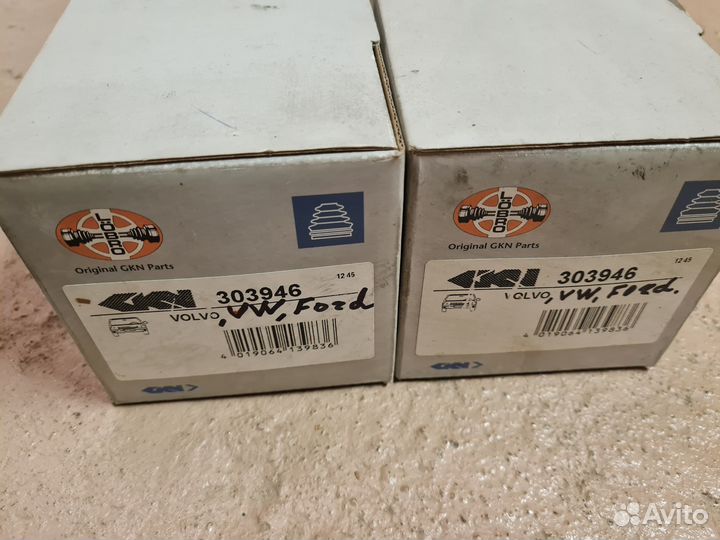 LÖBRO
Original GKN Parts
12 45
GKN 303946
VOLVO, VW, Ford
4 019064 139836
GKN
LÖBRO
Original GKN Parts
12 45
GKN 303946
VOLVO, VW, Ford.
4 019064 139836
GKN
Avito